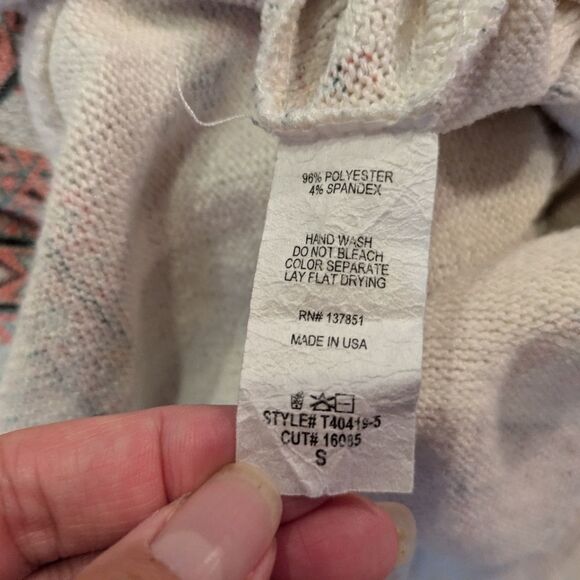 96% POLYESTER
4% SPANDEX
HAND WASH
DO NOT BLEACH
COLOR SEPARATE
LAY FLAT DRYING
RN# 137851
MADE IN USA
STYLE# T40419-5
CUT# 16085
S